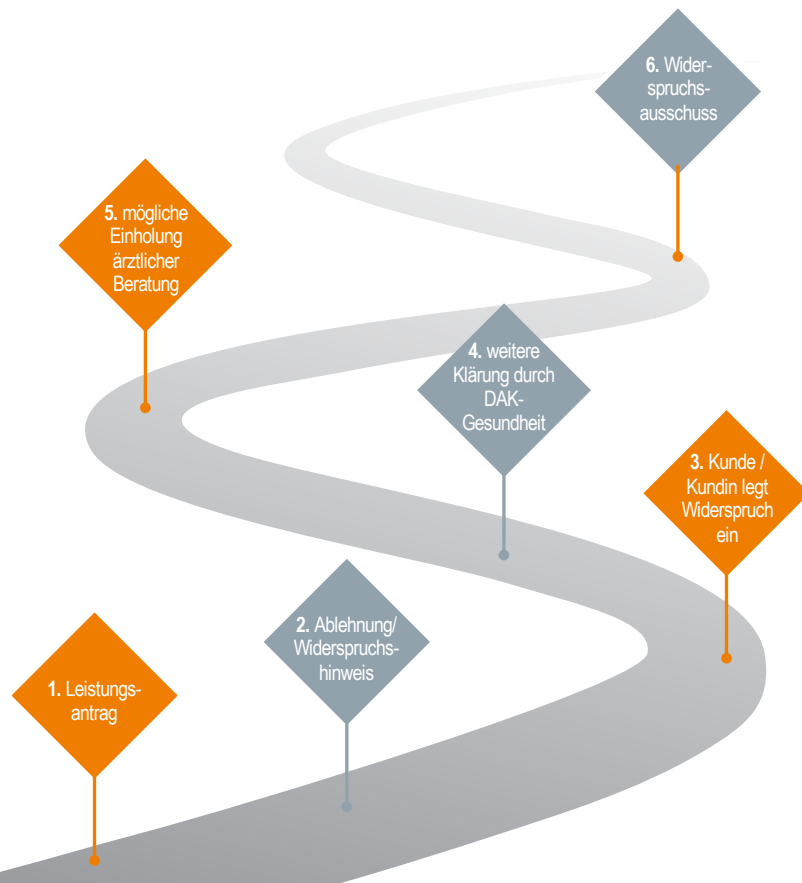 1. Leistungs-
antrag
2. Ablehnung/
Widerspruchs-
hinweis
3. Kunde /
Kundin legt
Widerspruch
ein
4. weitere
Klärung durch
DAK-
Gesundheit
5. mögliche
Einholung
ärztlicher
Beratung
6. Wider-
spruchs-
ausschuss